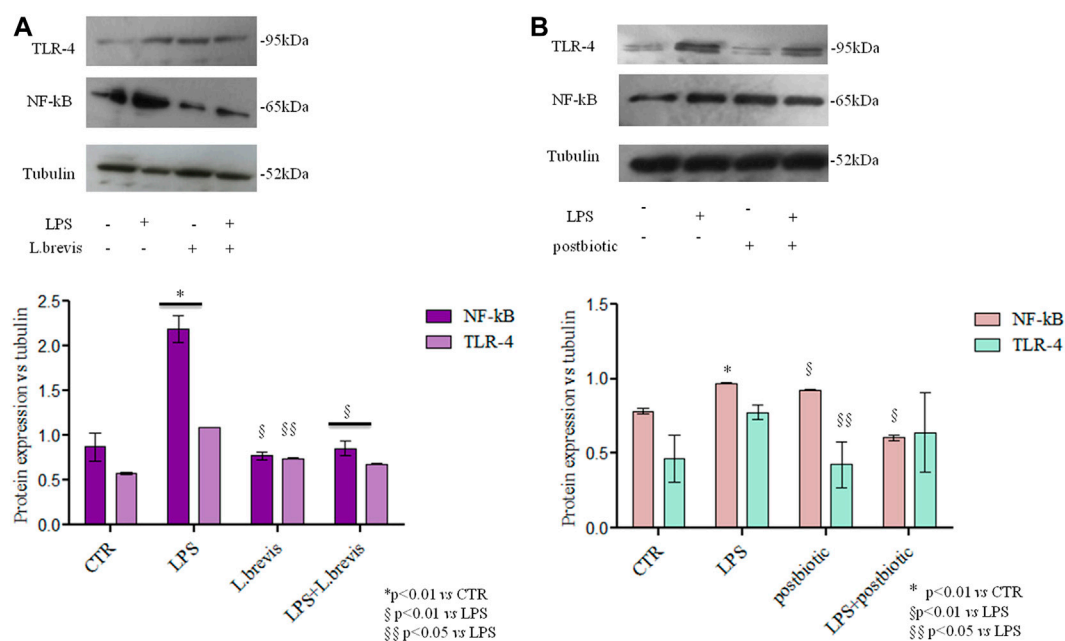 A
TLR-4
-95kDa
NF-kB
-65kDa
Tubulin
-52kDa
LPS - + - +
L.brevis - - + +
Protein expression vs tubulin
2.5
2.0
1.5
1.0
0.5
0.0
*
§ §§
§
NF-kB
TLR-4
CTR
LPS
L.brevis
LPS+L.brevis
*p<0.01 vs CTR
§ p<0.01 vs LPS
§§ p<0.05 vs LPS
B
TLR-4
-95kDa
NF-kB
-65kDa
Tubulin
-52kDa
LPS - + - +
postbiotic - - + +
Protein expression vs tubulin
1.5
1.0
0.5
0.0
*
§
§§
§
NF-kB
TLR-4
CTR
LPS
postbiotic
LPS+postbiotic
* p<0.01 vs CTR
§p<0.01 vs LPS
§§ p<0.05 vs LPS